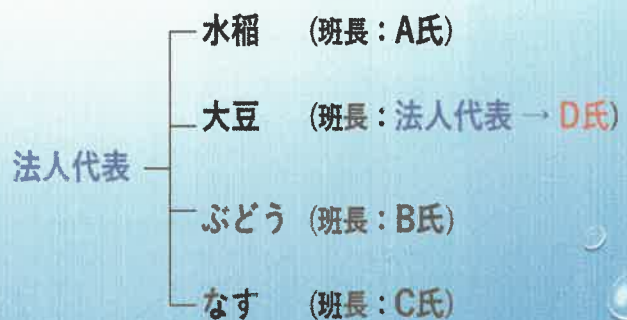 水稲 (班長：A氏)
大豆 (班長：法人代表 → D氏)
法人代表
ぶどう (班長：B氏)
なす (班長：C氏)